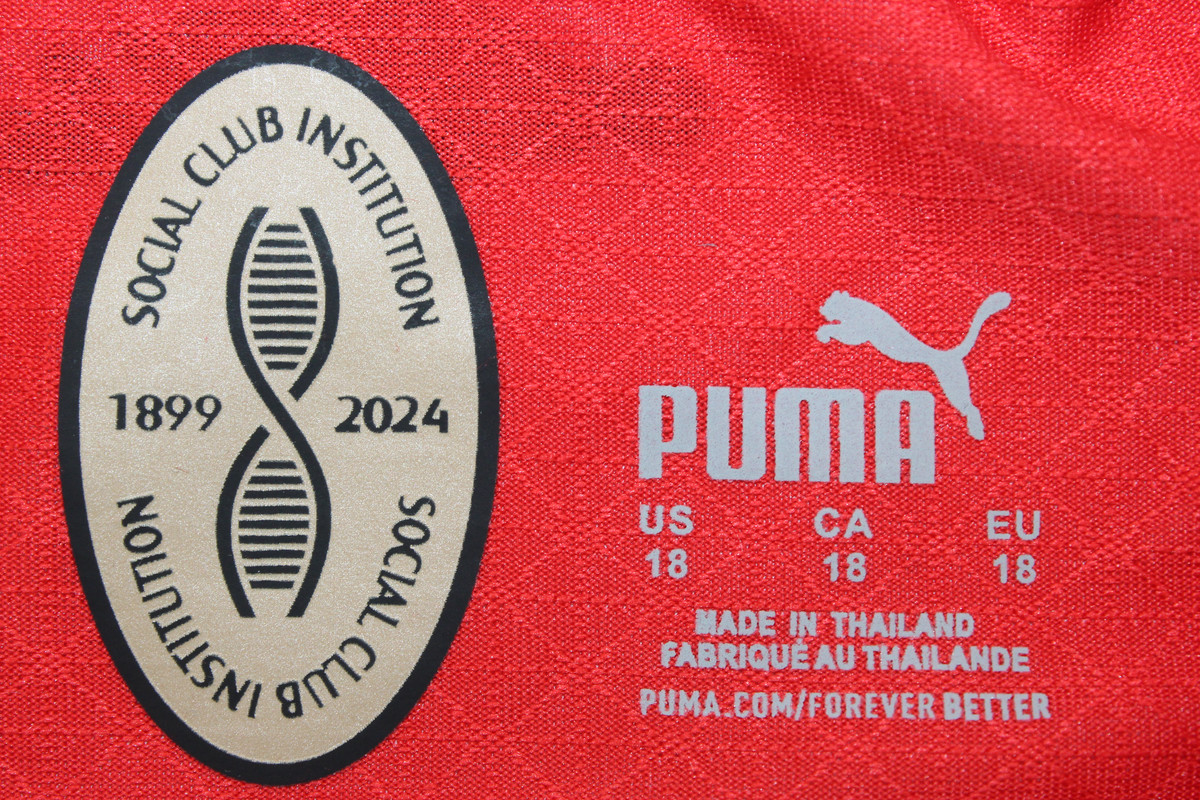 SOCIAL CLUB INSTITUTION
1899 2024
SOCIAL CLUB INSTITUTION
PUMA
US CA EU
18 18 18
MADE IN THAILAND
FABRIQUÉ AU THAILANDE
PUMA.COM/FOREVER BETTER